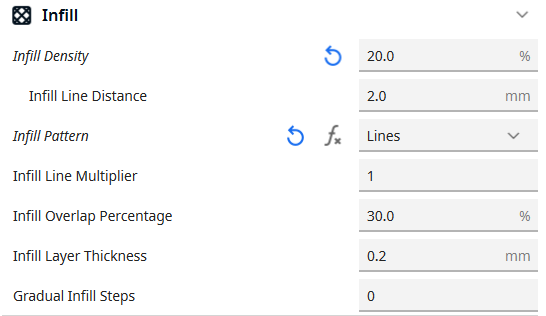 Infill
Infill Density 20.0 %
Infill Line Distance 2.0 mm
Infill Pattern fx Lines
Infill Line Multiplier 1
Infill Overlap Percentage 30.0 %
Infill Layer Thickness 0.2 mm
Gradual Infill Steps 0